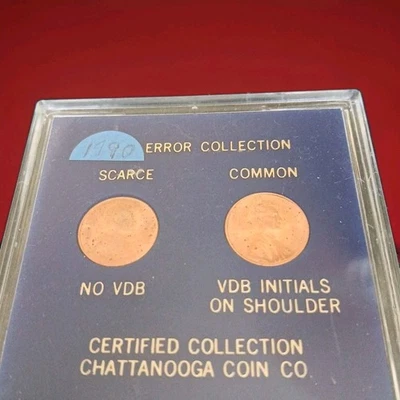 1990 ERROR COLLECTION
SCARCE COMMON
NO VDB VDB INITIALS
ON SHOULDER
CERTIFIED COLLECTION
CHATTANOOGA COIN CO.